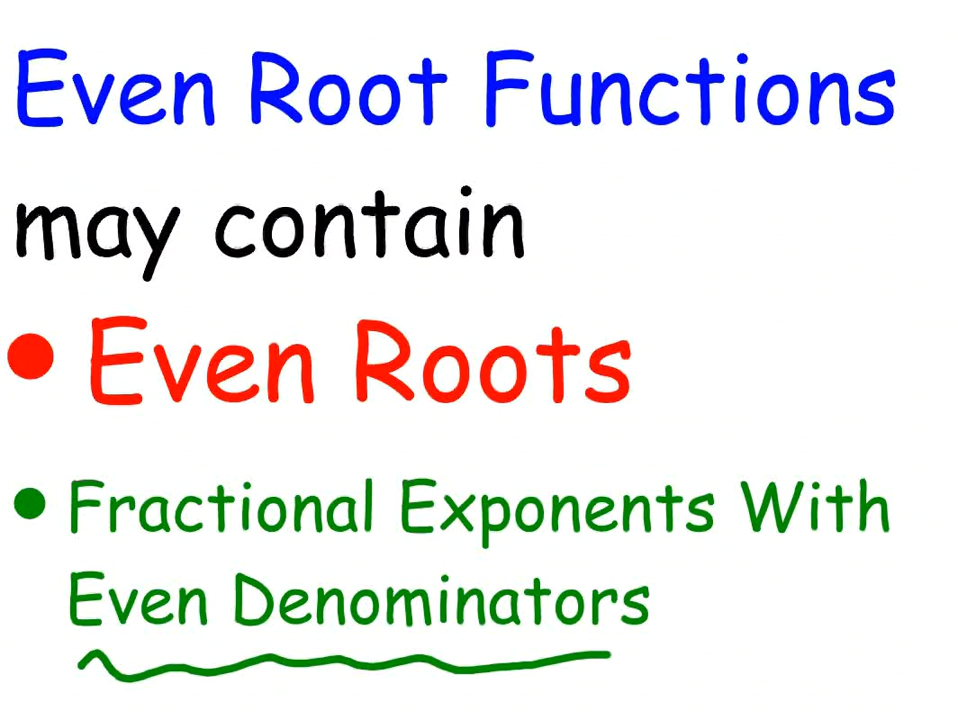 Even Root Functions
may contain
• Even Roots
• Fractional Exponents With
Even Denominators